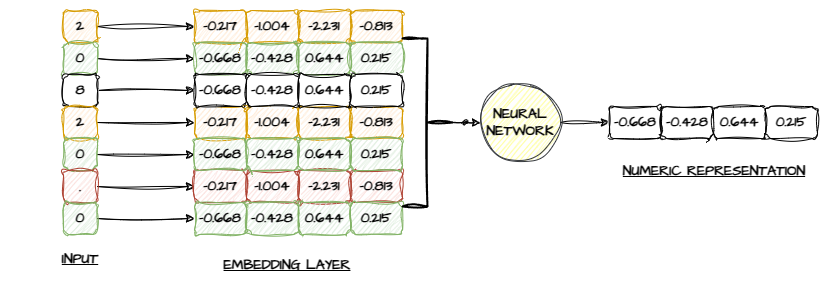 2 -0.217 -1.004 -2.231 -0.813
0 -0.668 -0.428 0.644 0.215
8 -0.668 -0.428 0.644 0.215
2 -0.217 -1.004 -2.231 -0.813
0 -0.668 -0.428 0.644 0.215
. -0.217 -1.004 -2.231 -0.813
0 -0.668 -0.428 0.644 0.215
INPUT
EMBEDDING LAYER
NEURAL
NETWORK
-0.668 -0.428 0.644 0.215
NUMERIC REPRESENTATION